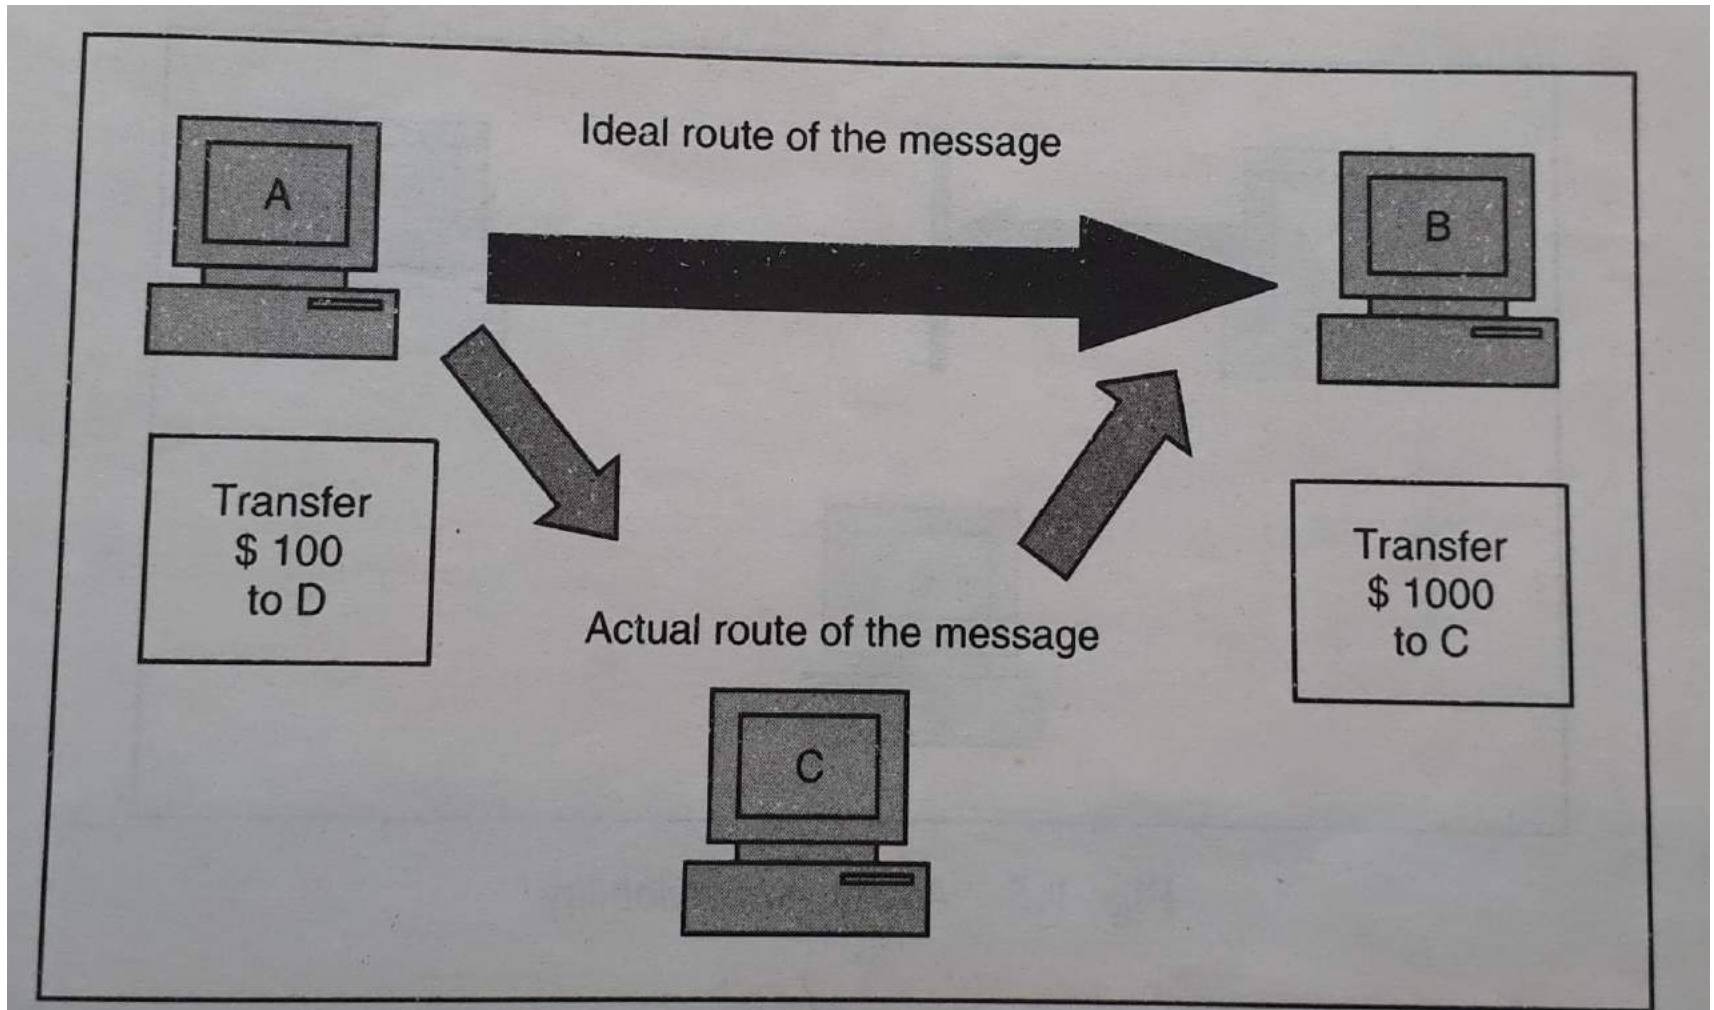 Ideal route of the message
A
B
Transfer
$ 100
to D
Transfer
$ 1000
to C
Actual route of the message
C